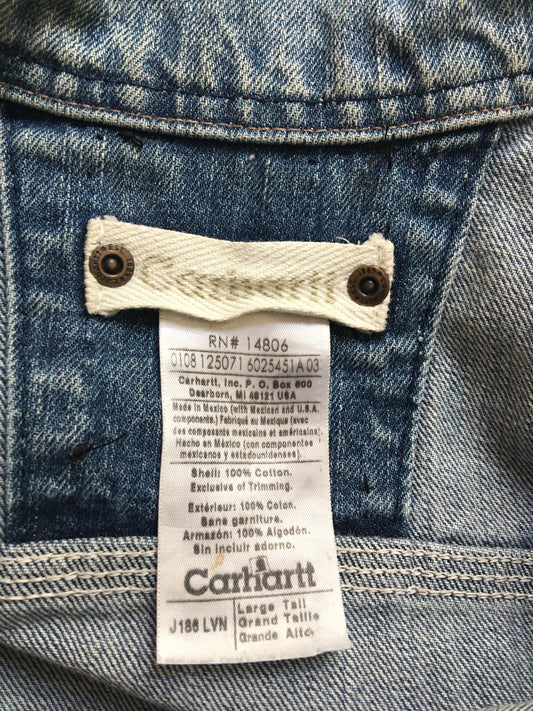 Carhartt
RN# 14806
0108 125071 6025451A 03
Carhartt, Inc. P. O. Box 600
Dearborn, MI 48121 USA
Made in Mexico (with Mexican and U.S.A.
components.) Fabriqué au Mexique (avec
des composante mexicains et américains)
Hecho en México (con componentes
mexicanos y estadounidenses).
Shell: 100% Cotton.
Exclusive of Trimming.
Extérieur: 100% Coton.
Sans garniture.
Armazón: 100% Algodón.
Sin incluir adorno.
Carhartt
J186 LVN
Large Tall
Grand Taille
Grande Alto